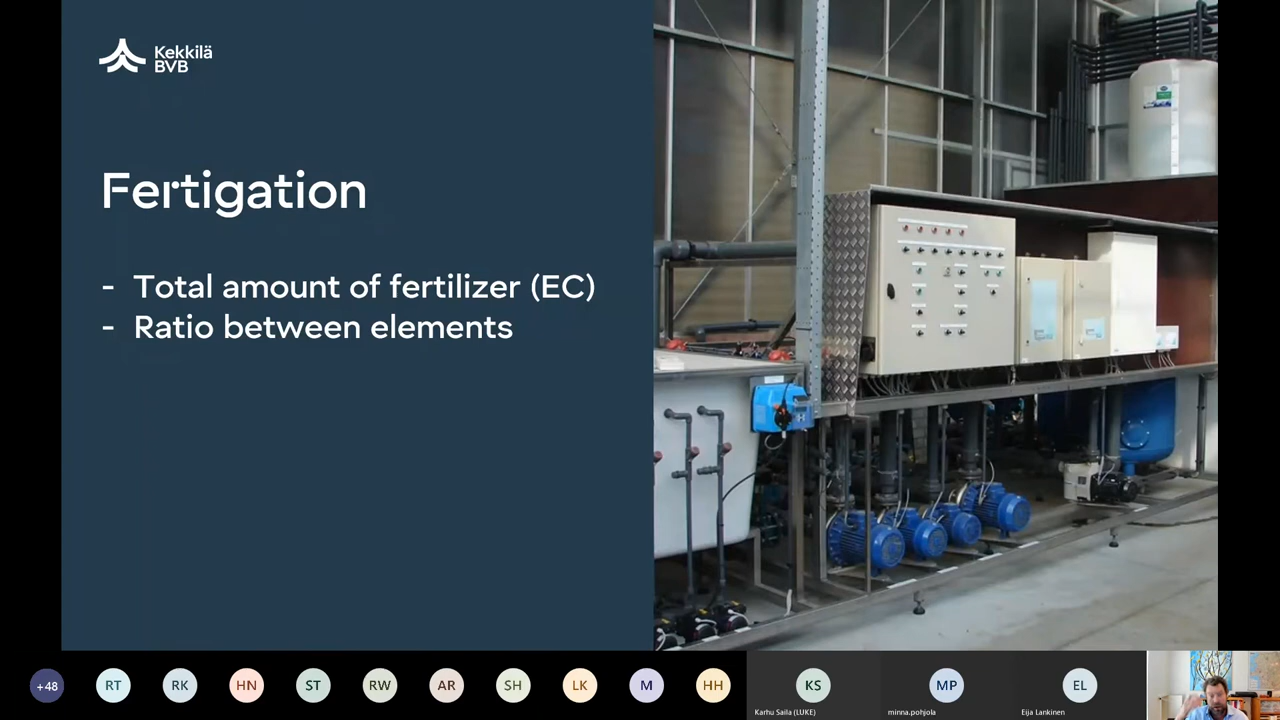 Kekkilä
BVB
Fertigation
- Total amount of fertilizer (EC)
- Ratio between elements
+48
RT
RK
HN
ST
RW
AR
SH
LK
M
HH
KS
MP
EL
Karhu Saila (LUKE)
minna.pohjola
Eija Lankinen